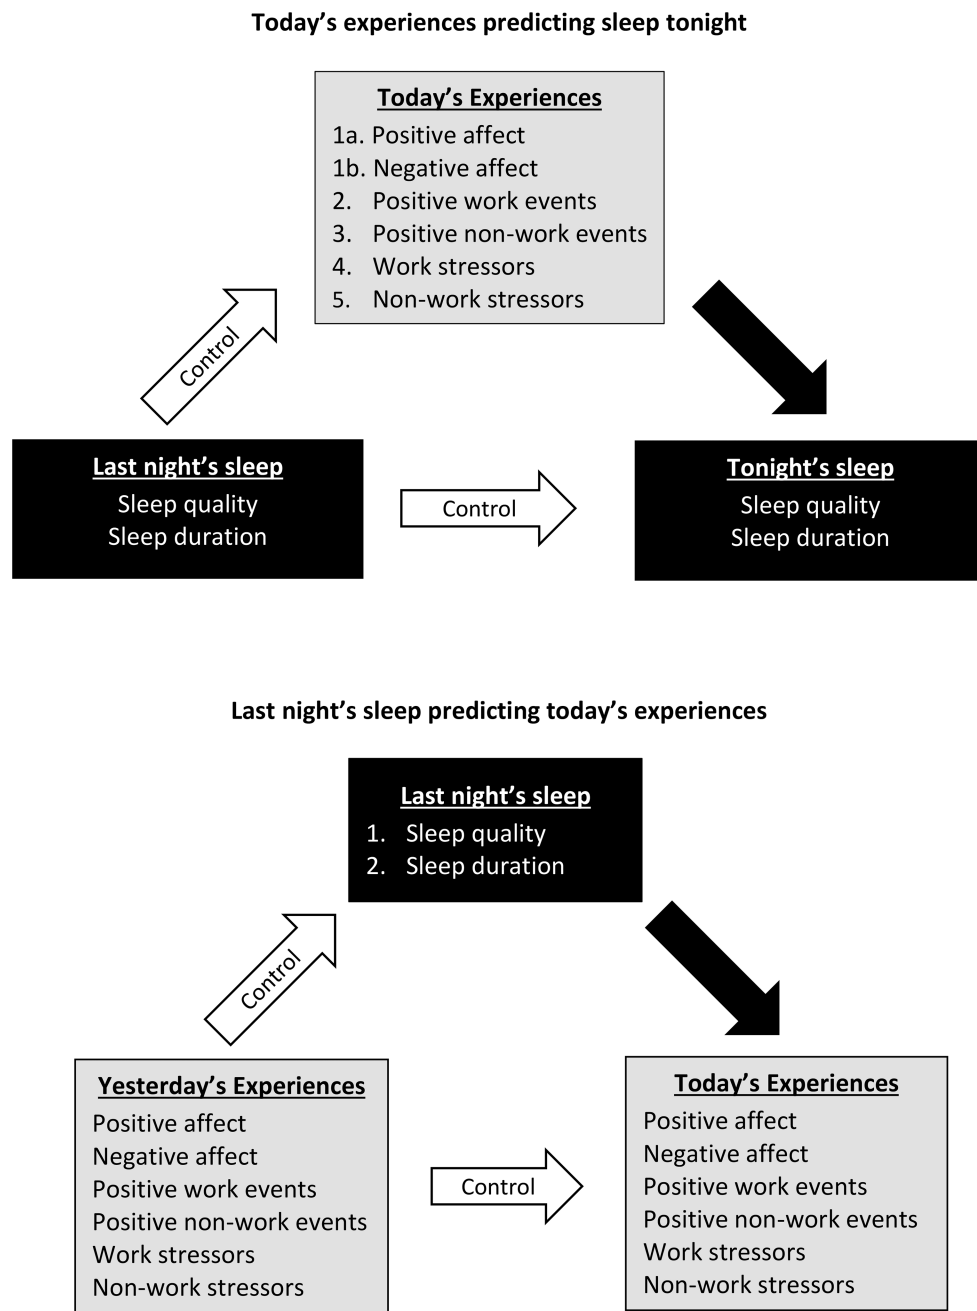 Today’s experiences predicting sleep tonight
Today’s Experiences
1a. Positive affect
1b. Negative affect
2. Positive work events
3. Positive non-work events
4. Work stressors
5. Non-work stressors
Control
Last night’s sleep
Sleep quality
Sleep duration
Control
Tonight’s sleep
Sleep quality
Sleep duration
Last night’s sleep predicting today’s experiences
Last night’s sleep
1. Sleep quality
2. Sleep duration
Control
Yesterday’s Experiences
Positive affect
Negative affect
Positive work events
Positive non-work events
Work stressors
Non-work stressors
Control
Today’s Experiences
Positive affect
Negative affect
Positive work events
Positive non-work events
Work stressors
Non-work stressors